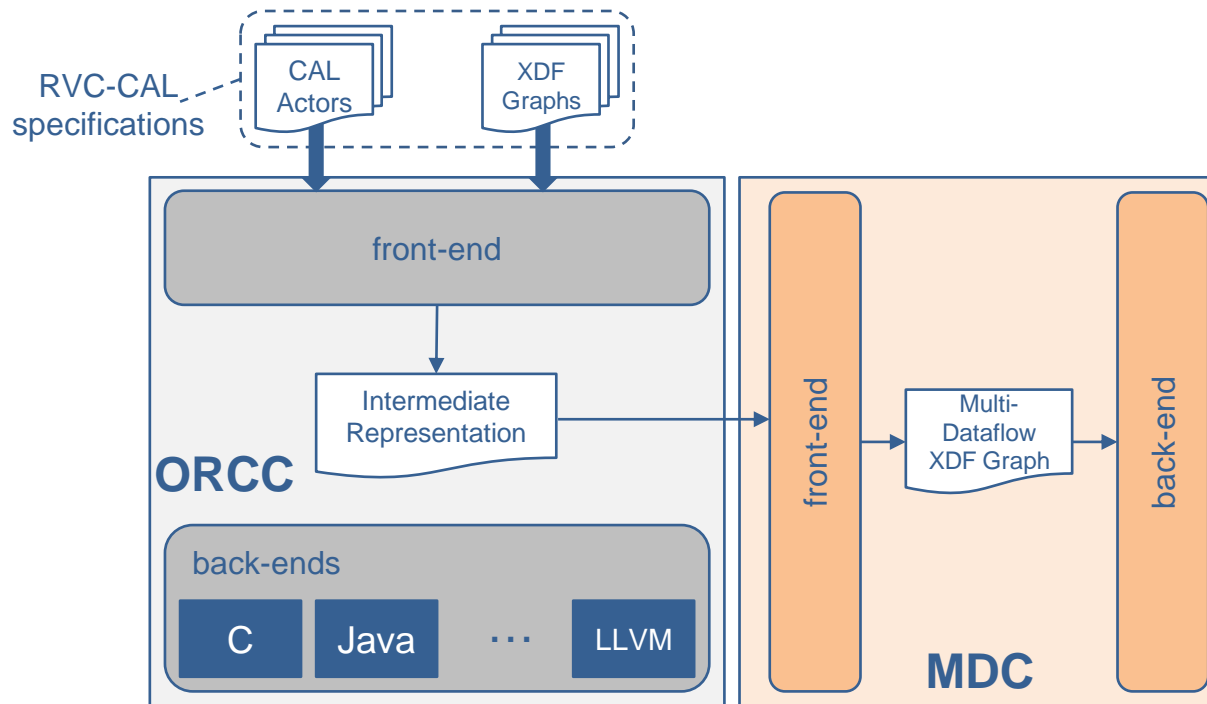 RVC-CAL
specifications
CAL
Actors
XDF
Graphs
front-end
Intermediate
Representation
ORCC
back-ends
C
Java
...
LLVM
front-end
Multi-
Dataflow
XDF Graph
back-end
MDC